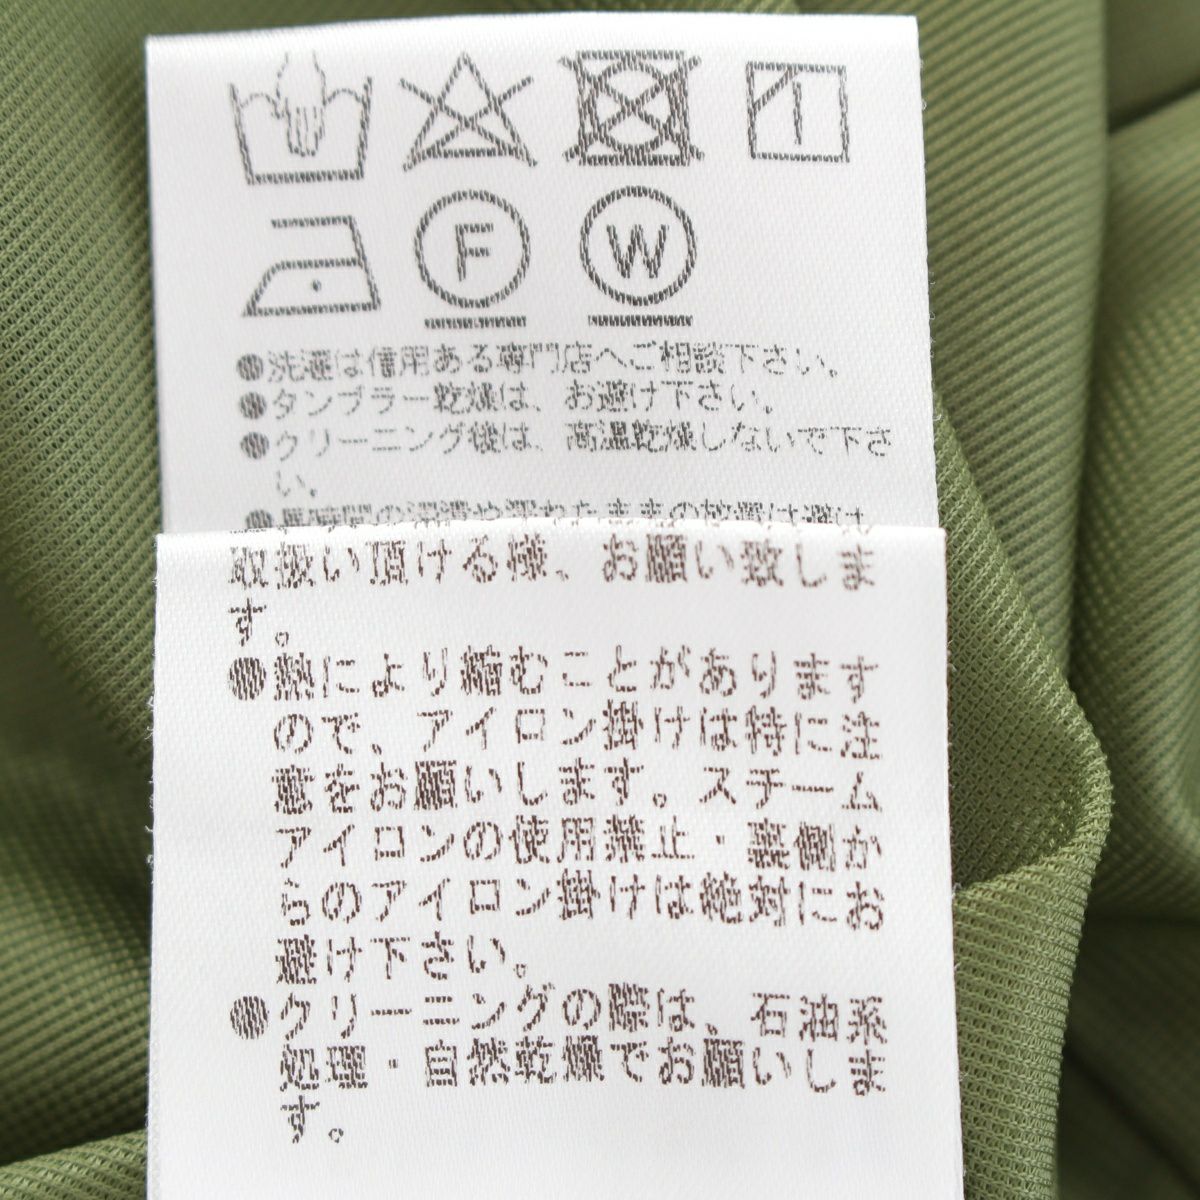 F W
●洗濯は信用ある専門店へご相談下さい。
●タンブラー乾燥は、お避け下さい。
●クリーニング後は、高温乾燥しないで下さ
い。
取扱い頂ける様、お願い致しま
す。
●熱により縮むことがあります
ので、アイロン掛けは特に注
意をお願いします。スチーム
アイロンの使用禁止・裏側か
らのアイロン掛けは絶対にお
避け下さい。
●クリーニングの際は、石油系
処理・自然乾燥でお願いしま
す。